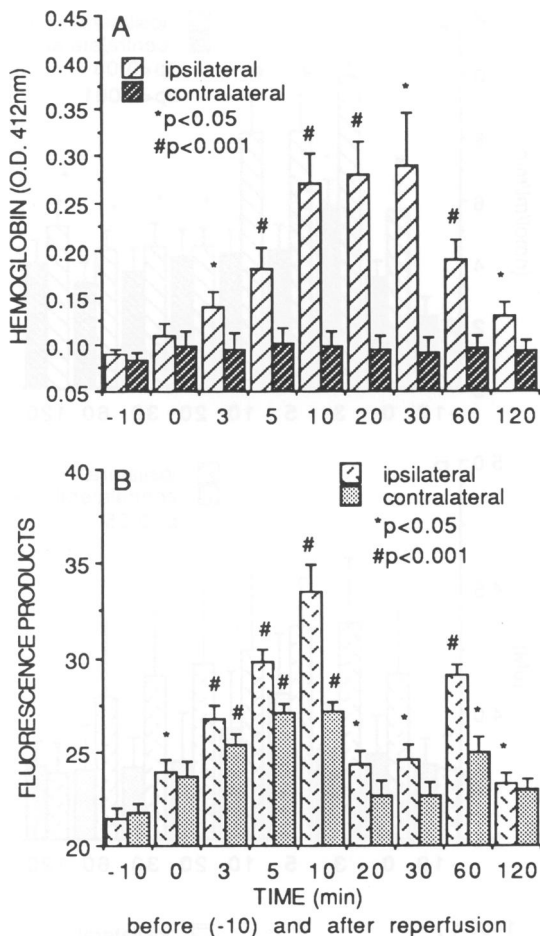 A
0.45
ipsilateral
0.40
contralateral
*p<0.05
0.35
#p<0.001
0.30
0.25
0.20
0.15
0.10
0.05
HEMOGLOBIN (O.D. 412nm)
* # # # * # *
-10 0 3 5 10 20 30 60 120
B
40
ipsilateral
contralateral
*p<0.05
#p<0.001
35
30
25
20
FLUORESCENCE PRODUCTS
* # # # # # # * * # * *
-10 0 3 5 10 20 30 60 120
TIME (min)
before (-10) and after reperfusion